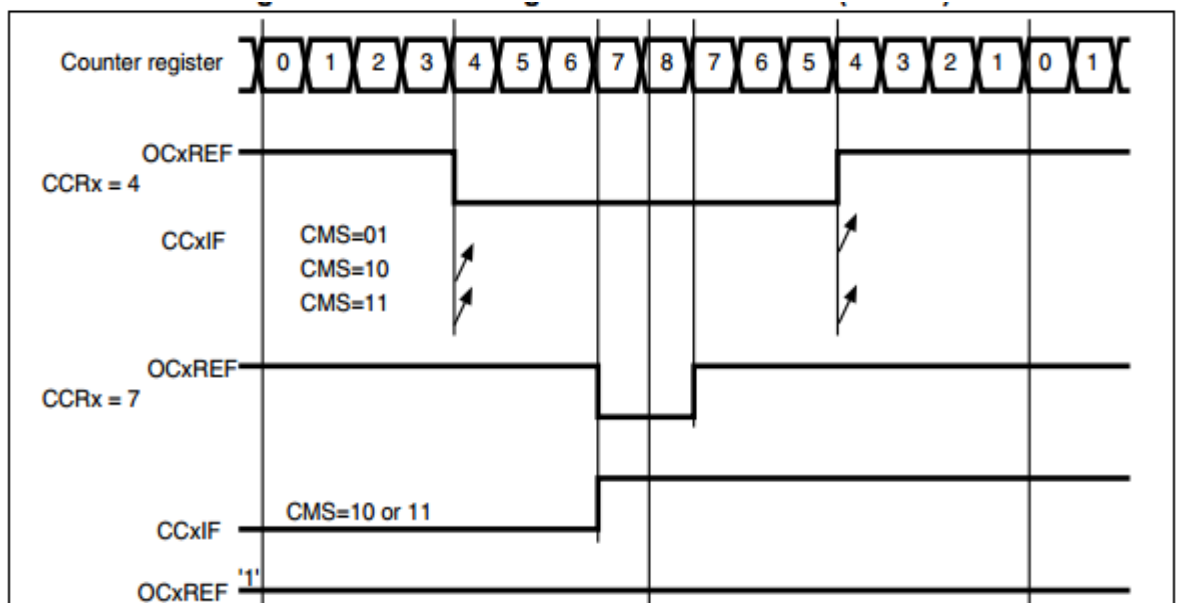 Counter register 0 1 2 3 4 5 6 7 8 7 6 5 4 3 2 1 0 1
OCxREF
CCRx = 4
CCxIF
CMS=01
CMS=10
CMS=11
OCxREF
CCRx = 7
CMS=10 or 11
CCxIF
'1'
OCxREF